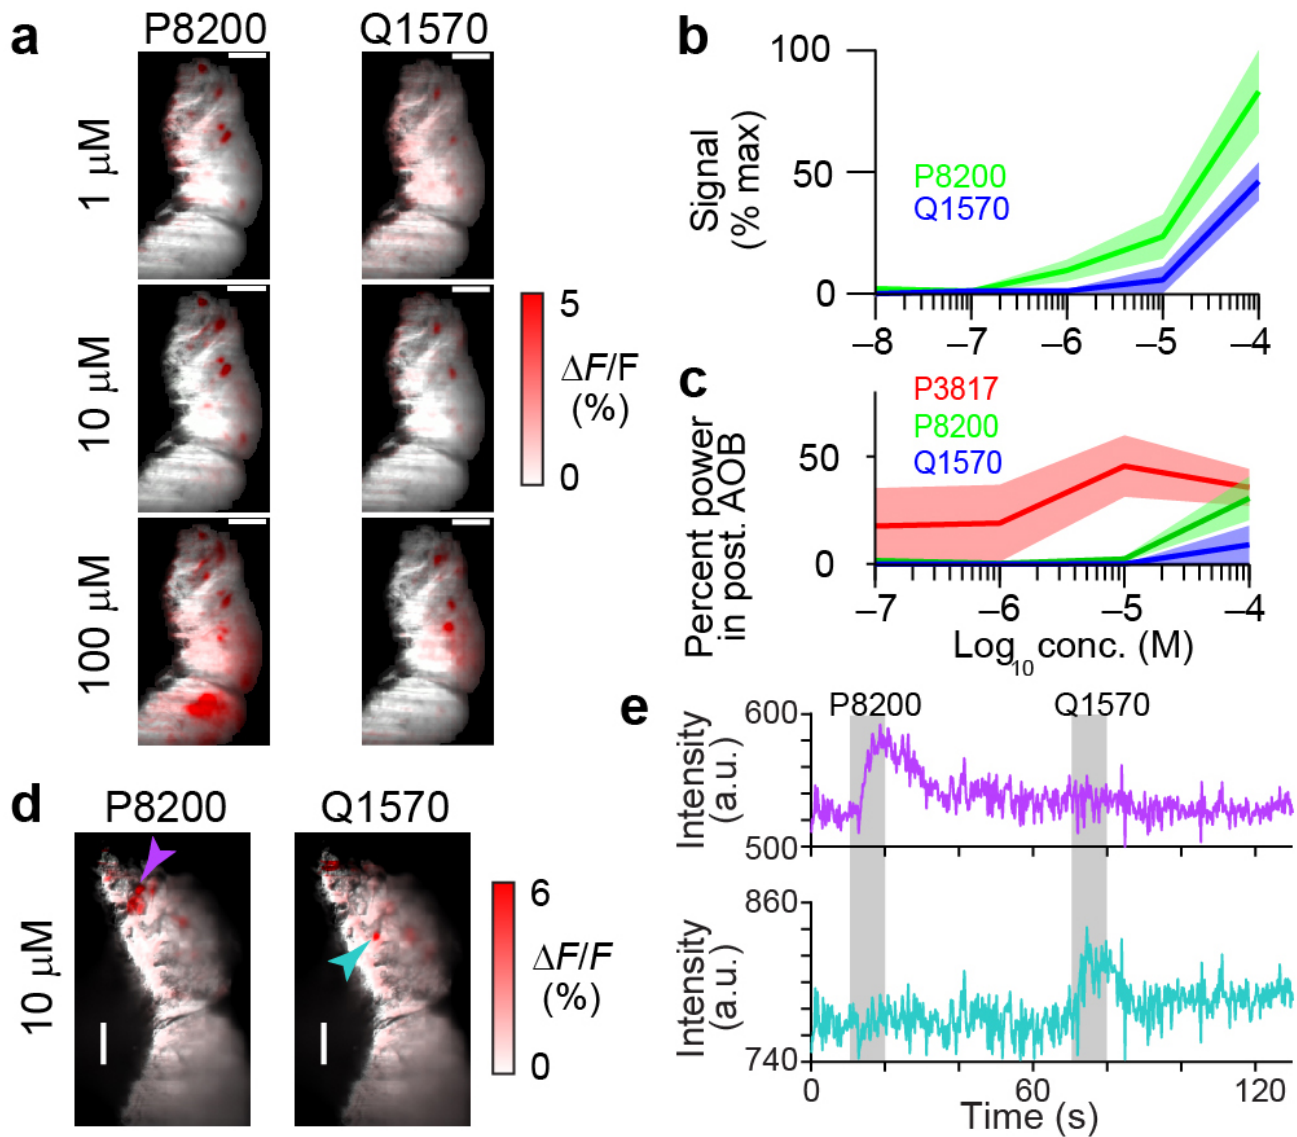 a
P8200
Q1570
1 μM
10 μM
100 μM
5
ΔF/F
(%)
0
b
Signal
(% max)
100
50
0
P8200
Q1570
–8
–7
–6
–5
–4
c
Percent power
in post. AOB
50
0
P3817
P8200
Q1570
–7
–6
–5
–4
Log10 conc. (M)
d
P8200
Q1570
10 μM
6
ΔF/F
(%)
0
e
P8200
Q1570
Intensity
(a.u.)
600
500
Intensity
(a.u.)
860
740
0
60
120
Time (s)